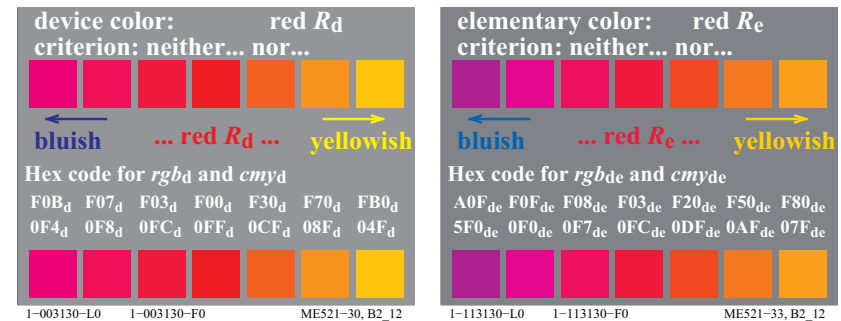 device color: red Rd
criterion: neither... nor...
bluish ... red Rd ... yellowish
Hex code for rgbd and cmyd
F0Bd F07d F03d F00d F30d F70d FB0d
0F4d 0F8d 0FCd 0FFd 0CFd 08Fd 04Fd
1-003130-L0 1-003130-F0 ME521-30, B2_12
elementary color: red Re
criterion: neither... nor...
bluish ... red Re ... yellowish
Hex code for rgbde and cmyde
A0Fde F0Fde F08de F03de F20de F50de F80de
5F0de 0F0de 0F7de 0FCde 0DFde 0AFde 07Fde
1-113130-L0 1-113130-F0 ME521-33, B2_12